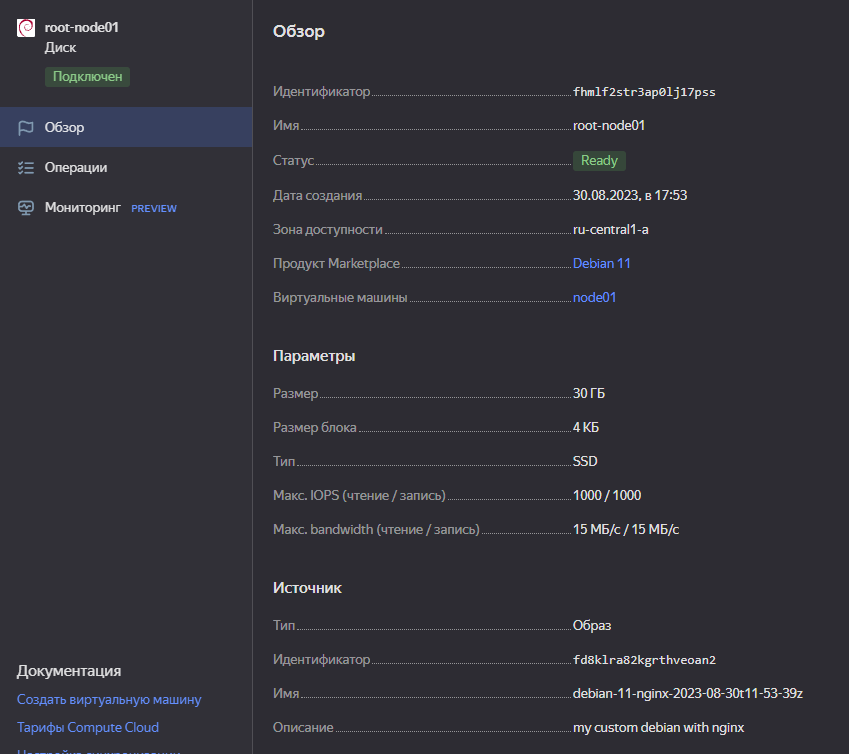 root-node01
Диск
Подключен
Обзор
Операции
Мониторинг PREVIEW
Документация
Создать виртуальную машину
Тарифы Compute Cloud
Обзор
Идентификатор fhmlf2str3ap0lj17pss
Имя root-node01
Статус Ready
Дата создания 30.08.2023, в 17:53
Зона доступности ru-central1-a
Продукт Marketplace Debian 11
Виртуальные машины node01
Параметры
Размер 30 ГБ
Размер блока 4 КБ
Тип SSD
Макс. IOPS (чтение / запись) 1000 / 1000
Макс. bandwidth (чтение / запись) 15 МБ/с / 15 МБ/с
Источник
Тип Образ
Идентификатор fd8klra82kgrthveoan2
Имя debian-11-nginx-2023-08-30t11-53-39z
Описание my custom debian with nginx